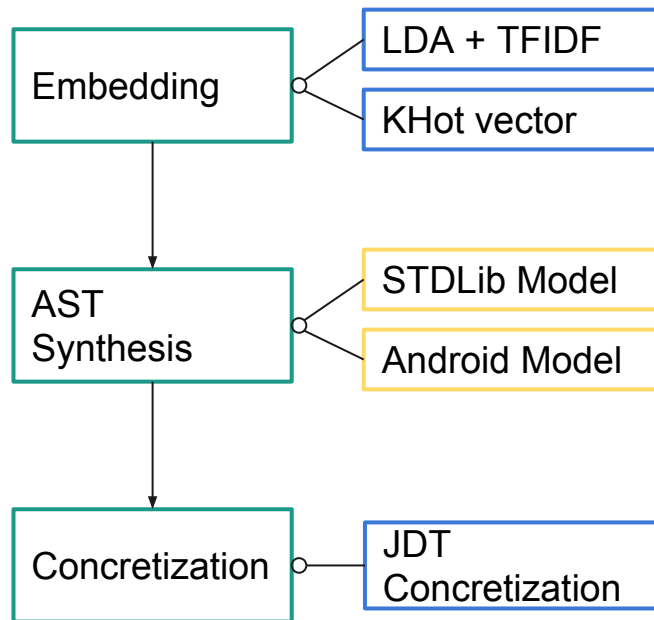 Embedding
LDA + TFIDF
KHot vector
AST
Synthesis
STDLib Model
Android Model
Concretization
JDT
Concretization